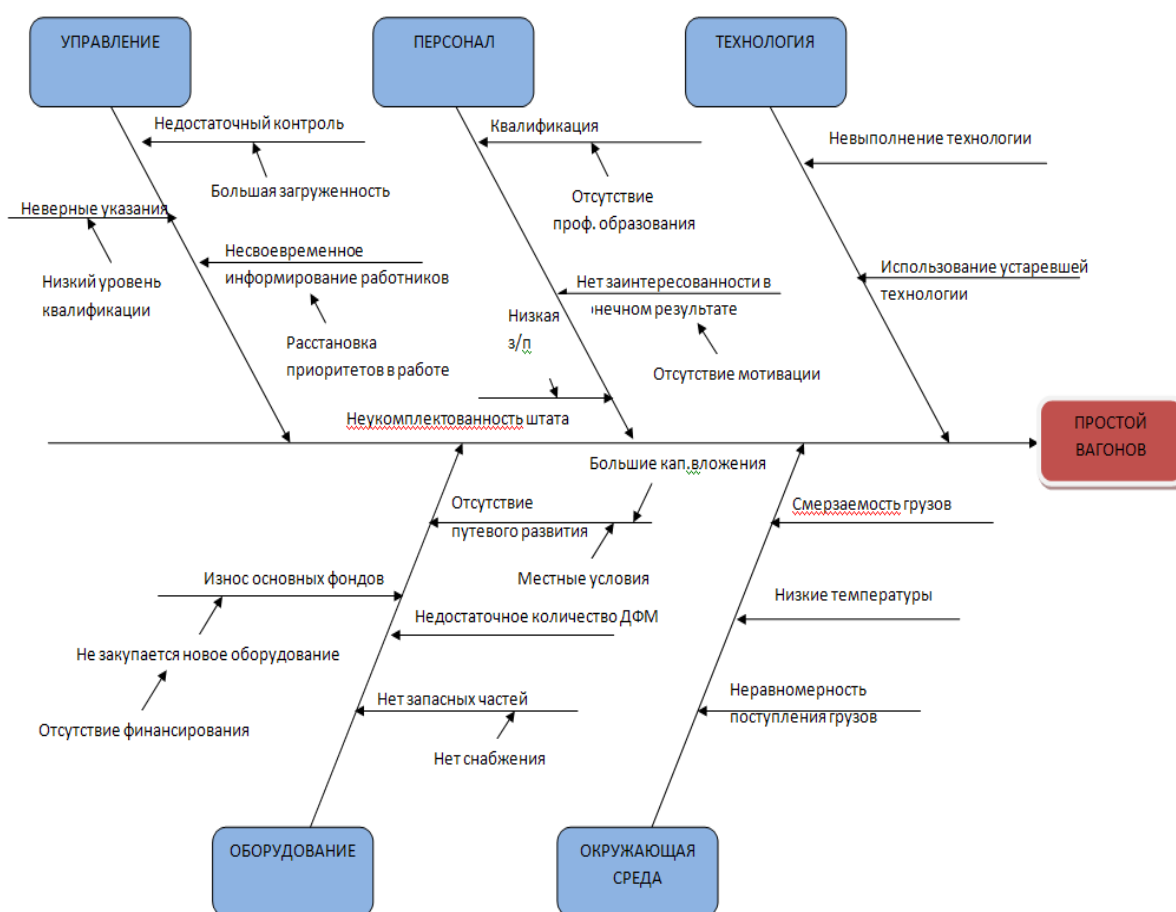 УПРАВЛЕНИЕ
ПЕРСОНАЛ
ТЕХНОЛОГИЯ
Недостаточный контроль
Большая загруженность
Неверные указания
Низкий уровень
квалификации
Несвоевременное
информирование работников
Расстановка
приоритетов в работе
Квалификация
Отсутствие
проф. образования
Нет заинтересованности в
нечном результате
Отсутствие мотивации
Низкая
з/п
Неукомплектованность штата
Невыполнение технологии
Использование устаревшей
технологии
ПРОСТОЙ
ВАГОНОВ
Большие кап.вложения
Отсутствие
путевого развития
Местные условия
Износ основных фондов
Не закупается новое оборудование
Отсутствие финансирования
Недостаточное количество ДФМ
Нет запасных частей
Нет снабжения
Смерзаемость грузов
Низкие температуры
Неравномерность
поступления грузов
ОБОРУДОВАНИЕ
ОКРУЖАЮЩАЯ
СРЕДА